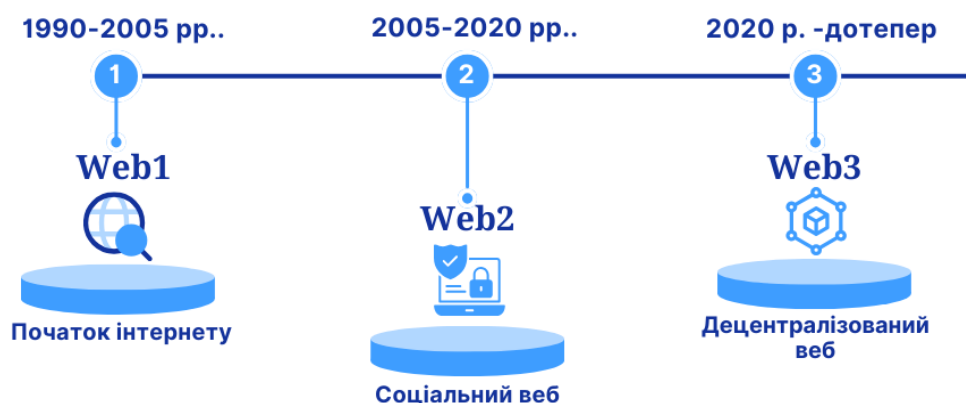 1990-2005 рр..
2005-2020 рр..
2020 р. -дотепер
1
2
3
Web1
Web2
Web3
Початок інтернету
Соціальний веб
Децентралізований
веб